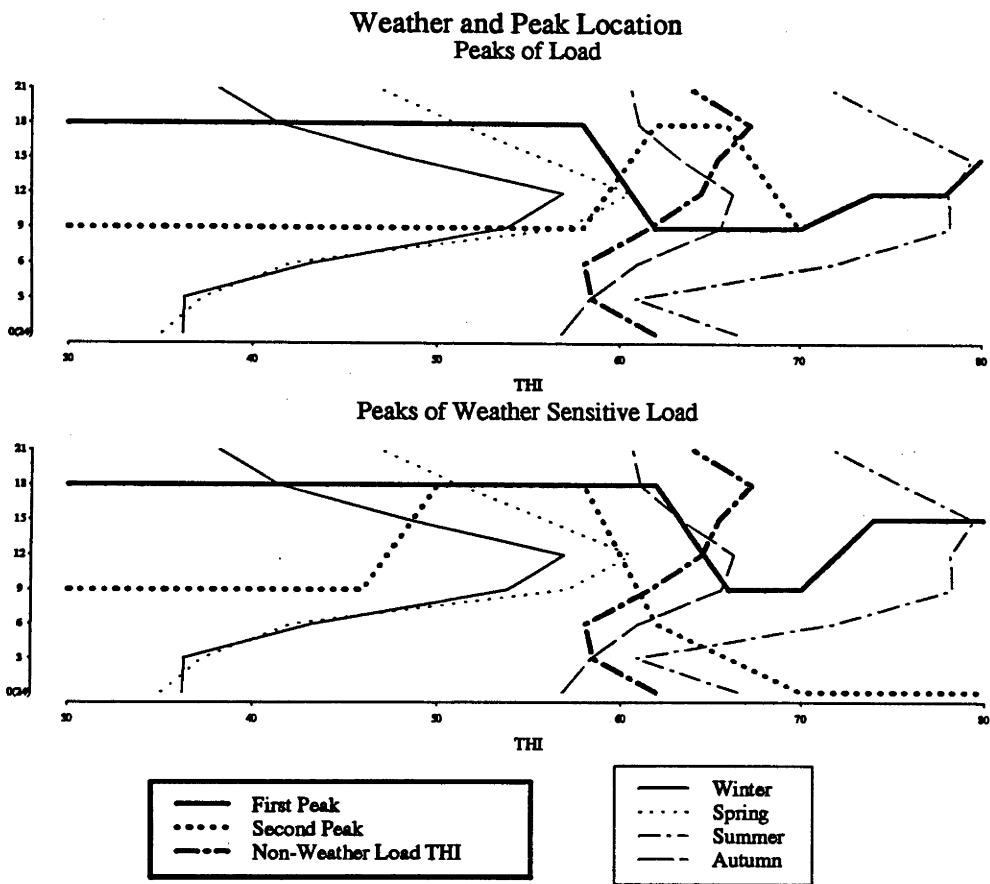 Weather and Peak Location
Peaks of Load
21
18
15
12
9
6
3
0(24)
30 40 50 60 70 80
THI
Peaks of Weather Sensitive Load
21
18
15
12
9
6
3
0(24)
30 40 50 60 70 80
THI
First Peak
Second Peak
Non-Weather Load THI
Winter
Spring
Summer
Autumn